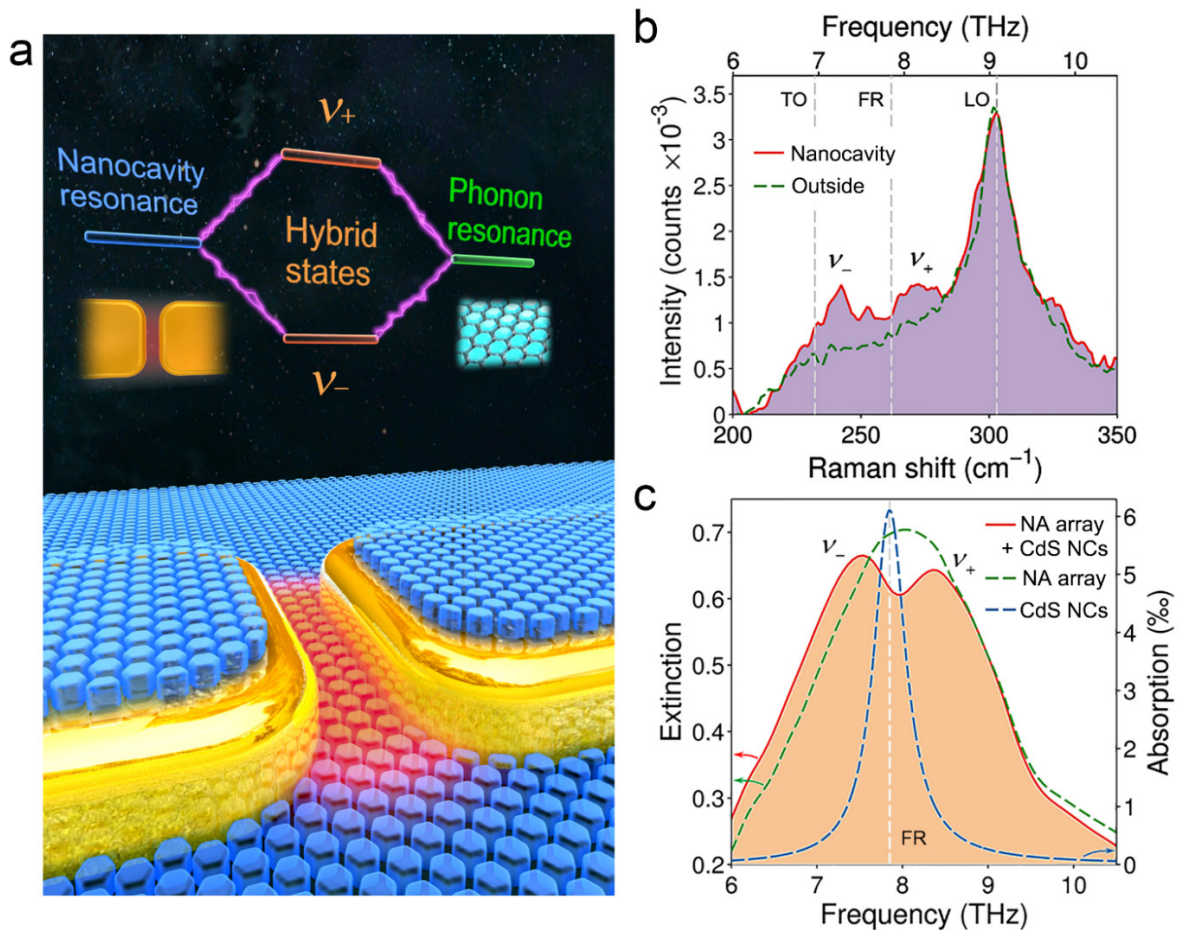 a
ν+
Nanocavity
resonance
Phonon
resonance
Hybrid
states
ν−
b
Frequency (THz)
6 7 8 9 10
TO FR LO
Nanocavity
Outside
ν− ν+
Intensity (counts ×10−3)
0 0.5 1 1.5 2 2.5 3 3.5
200 250 300 350
Raman shift (cm−1)
c
NA array
+ CdS NCs
NA array
CdS NCs
ν− ν+
FR
Extinction
0.2 0.3 0.4 0.5 0.6 0.7
Absorption (‰)
0 1 2 3 4 5 6
6 7 8 9 10
Frequency (THz)